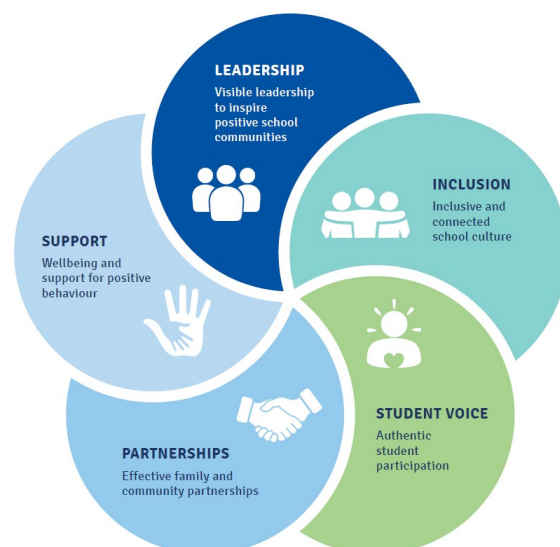 LEADERSHIP
Visible leadership
to inspire
positive school
communities
INCLUSION
Inclusive and
connected
school culture
STUDENT VOICE
Authentic
student
participation
PARTNERSHIPS
Effective family and
community partnerships
SUPPORT
Wellbeing and
support for positive
behaviour